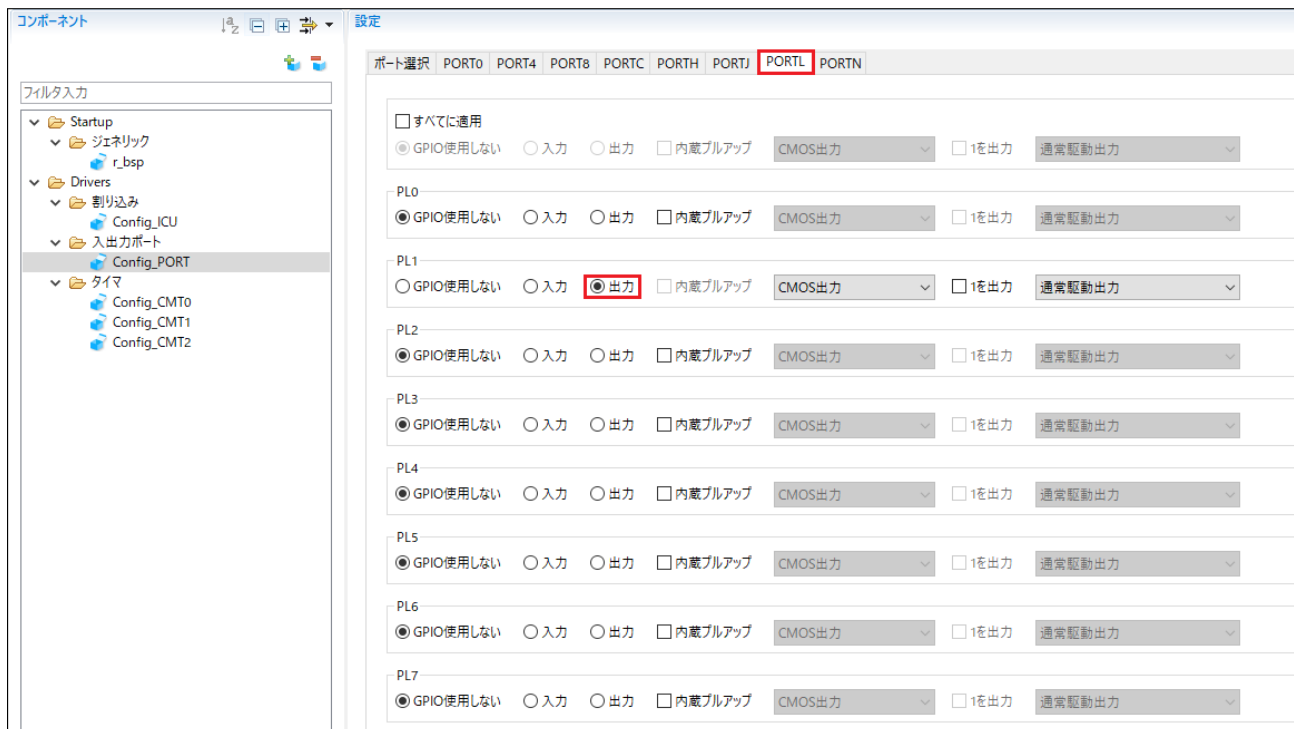 コンポーネント
設定
ポート選択 PORT0 PORT4 PORT8 PORTC PORTH PORTJ PORTL PORTN
フィルタ入力
Startup
ジェネリック
r_bsp
Drivers
割り込み
Config_ICU
入出力ポート
Config_PORT
タイマ
Config_CMT0
Config_CMT1
Config_CMT2
すべてに適用
GPIO使用しない 入力 出力 内蔵プルアップ CMOS出力 1を出力 通常駆動出力
PL0
GPIO使用しない 入力 出力 内蔵プルアップ CMOS出力 1を出力 通常駆動出力
PL1
GPIO使用しない 入力 出力 内蔵プルアップ CMOS出力 1を出力 通常駆動出力
PL2
GPIO使用しない 入力 出力 内蔵プルアップ CMOS出力 1を出力 通常駆動出力
PL3
GPIO使用しない 入力 出力 内蔵プルアップ CMOS出力 1を出力 通常駆動出力
PL4
GPIO使用しない 入力 出力 内蔵プルアップ CMOS出力 1を出力 通常駆動出力
PL5
GPIO使用しない 入力 出力 内蔵プルアップ CMOS出力 1を出力 通常駆動出力
PL6
GPIO使用しない 入力 出力 内蔵プルアップ CMOS出力 1を出力 通常駆動出力
PL7
GPIO使用しない 入力 出力 内蔵プルアップ CMOS出力 1を出力 通常駆動出力